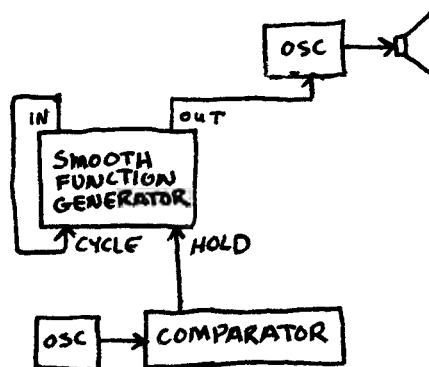 OSC
IN
OUT
SMOOTH
FUNCTION
GENERATOR
CYCLE
HOLD
OSC
COMPARATOR